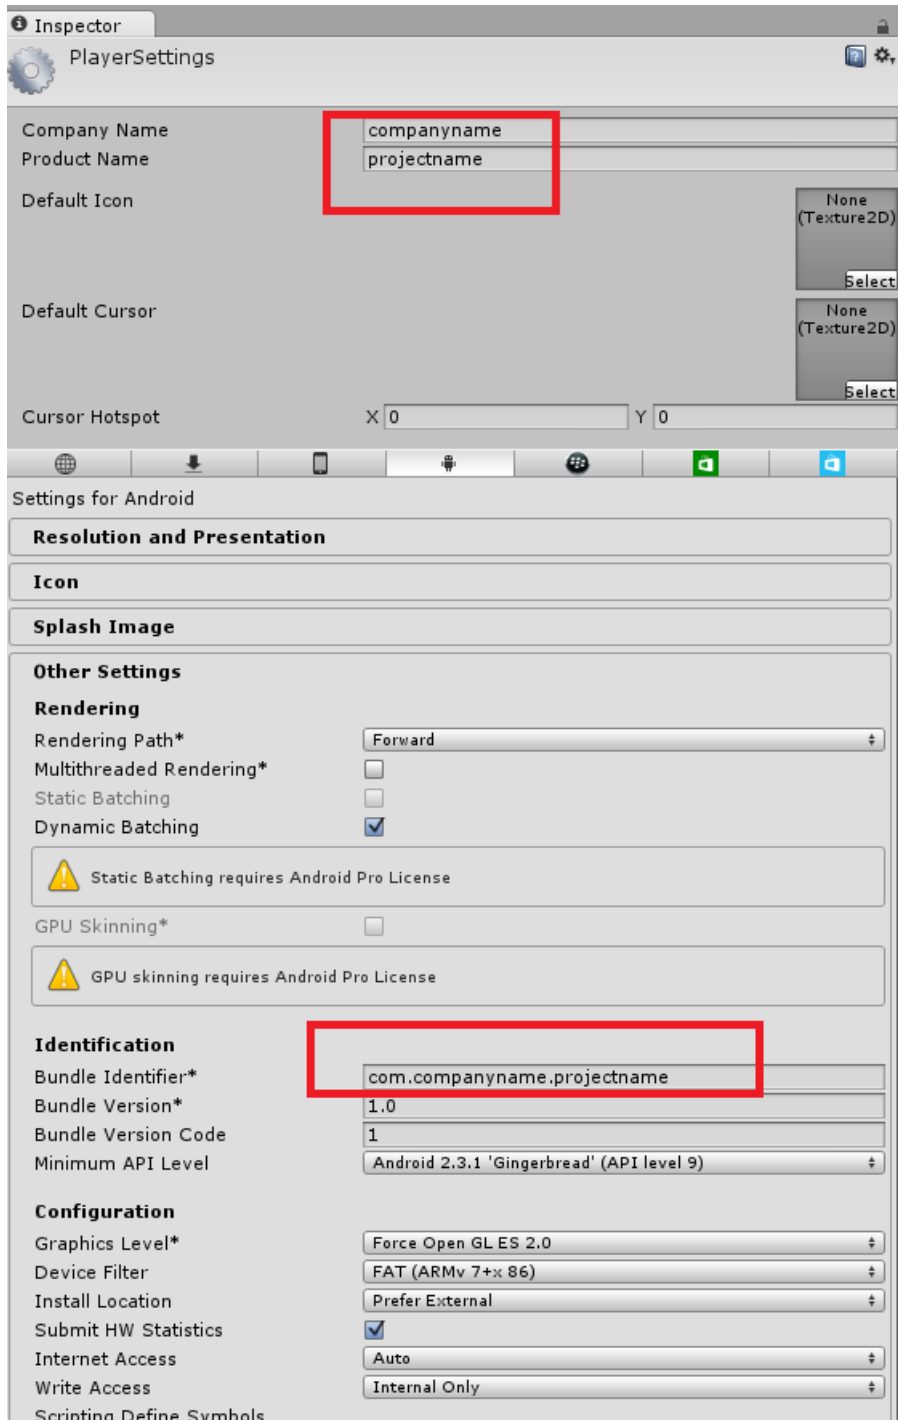 Inspector
PlayerSettings
Company Name companyname
Product Name projectname
Default Icon None
(Texture2D)
Select
Default Cursor None
(Texture2D)
Select
Cursor Hotspot X 0 Y 0
Settings for Android
Resolution and Presentation
Icon
Splash Image
Other Settings
Rendering
Rendering Path* Forward
Multithreaded Rendering*
Static Batching
Dynamic Batching
Static Batching requires Android Pro License
GPU Skinning*
GPU skinning requires Android Pro License
Identification
Bundle Identifier* com.companyname.projectname
Bundle Version* 1.0
Bundle Version Code 1
Minimum API Level Android 2.3.1 'Gingerbread' (API level 9)
Configuration
Graphics Level* Force Open GL ES 2.0
Device Filter FAT (ARMv 7+x 86)
Install Location Prefer External
Submit HW Statistics
Internet Access Auto
Write Access Internal Only
Scripting Define Symbols